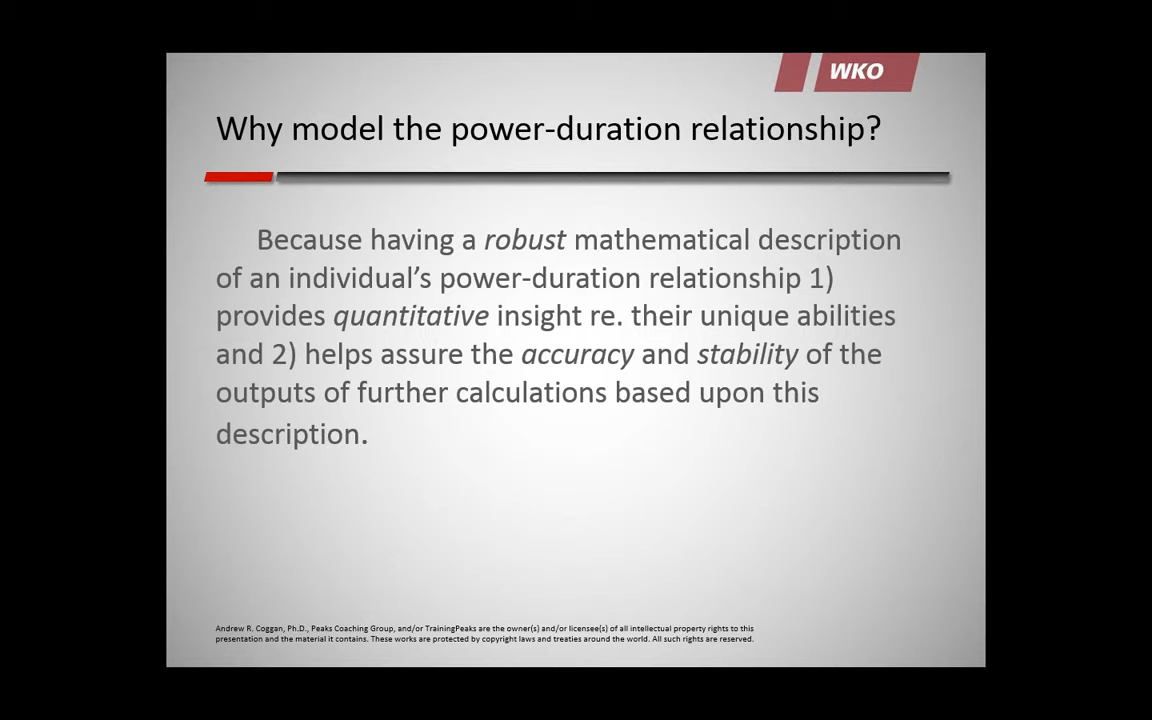 WKO
Why model the power-duration relationship?
Because having a robust mathematical description
of an individual's power-duration relationship 1)
provides quantitative insight re. their unique abilities
and 2) helps assure the accuracy and stability of the
outputs of further calculations based upon this
description.
Andrew R. Coggan, Ph.D., Peaks Coaching Group, and/or TrainingPeaks are the owner(s) and/or licensee(s) of all intellectual property rights to this
presentation and the material it contains. These works are protected by copyright laws and treaties around the world. All such rights are reserved.